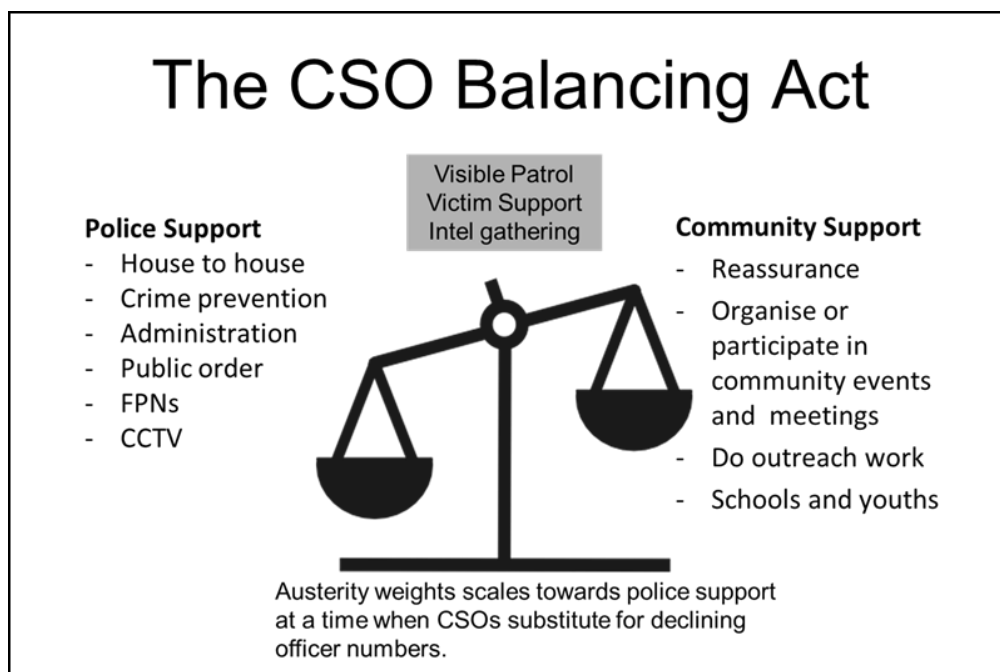 The CSO Balancing Act
Visible Patrol
Victim Support
Intel gathering
Police Support
- House to house
- Crime prevention
- Administration
- Public order
- FPNs
- CCTV
Community Support
- Reassurance
- Organise or
participate in
community events
and meetings
- Do outreach work
- Schools and youths
Austerity weights scales towards police support
at a time when CSOs substitute for declining
officer numbers.